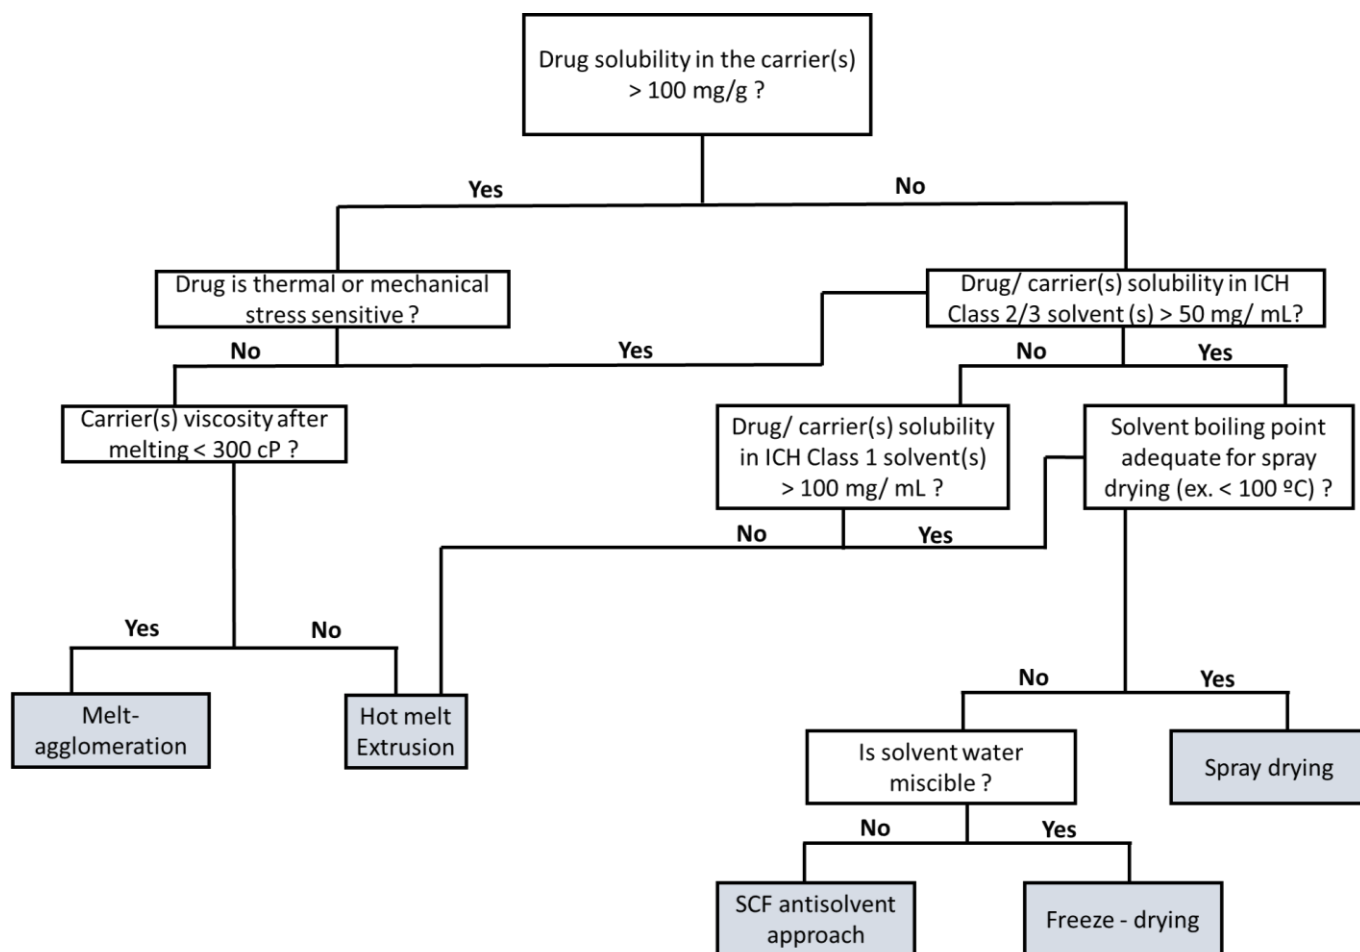 Drug solubility in the carrier(s)
> 100 mg/g ?
Yes
No
Drug is thermal or mechanical
stress sensitive ?
Drug/ carrier(s) solubility in ICH
Class 2/3 solvent (s) > 50 mg/ mL?
No
Yes
No
Yes
Carrier(s) viscosity after
melting < 300 cP ?
Drug/ carrier(s) solubility
in ICH Class 1 solvent(s)
> 100 mg/ mL ?
Solvent boiling point
adequate for spray
drying (ex. < 100 ºC) ?
No
Yes
Yes
No
No
Yes
Melt-
agglomeration
Hot melt
Extrusion
Is solvent water
miscible ?
Spray drying
No
Yes
SCF antisolvent
approach
Freeze - drying